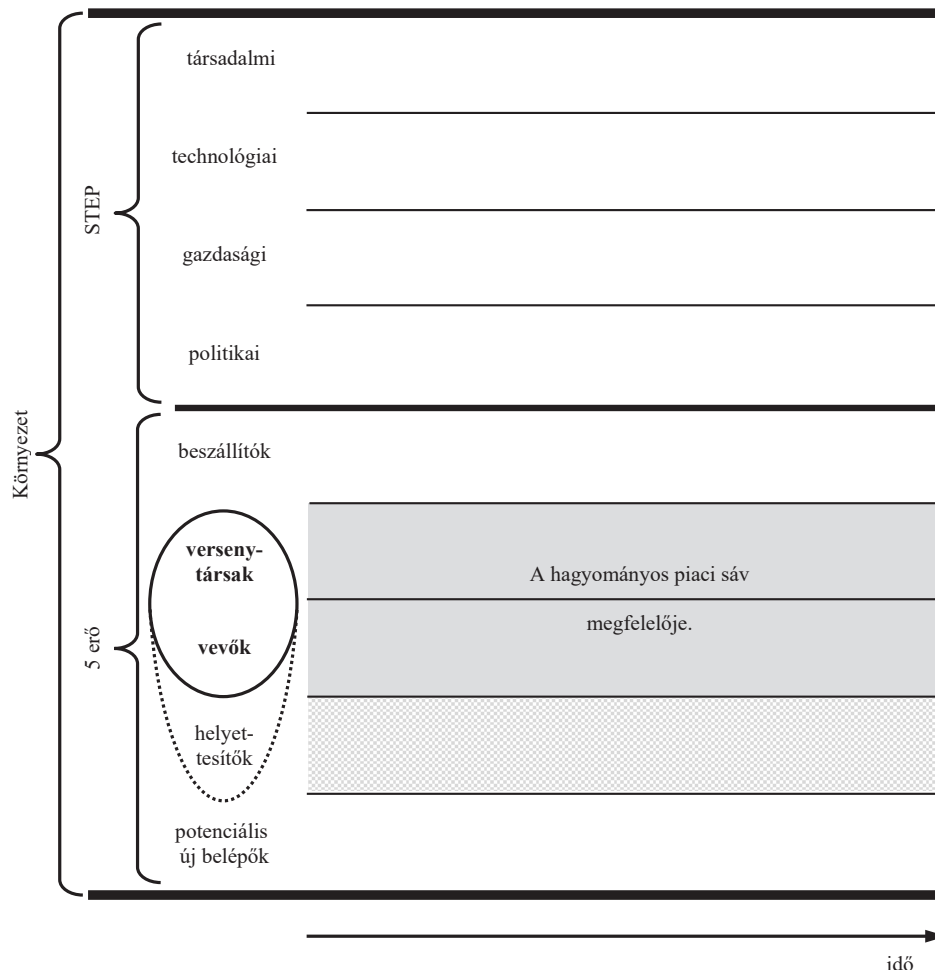 Környezet
STEP
társadalmi
technológiai
gazdasági
politikai
5 erő
beszállítók
verseny-
társak
vevők
helyet-
tesítők
potenciális
új belépők
A hagyományos piaci sáv
megfelelője.
idő